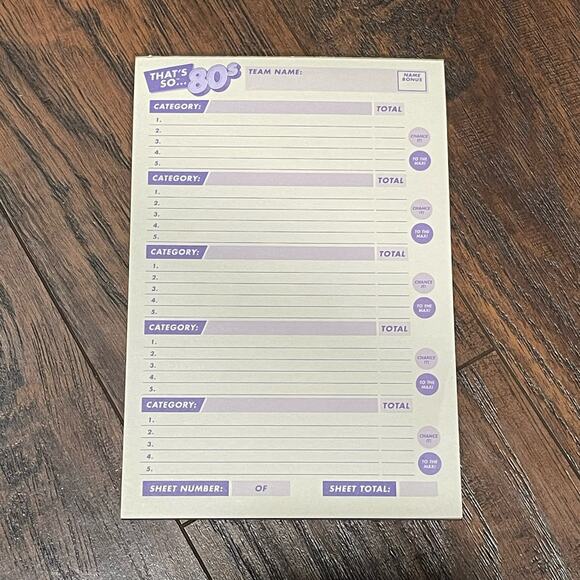 THAT'S SO... 80s
TEAM NAME:
NAME BONUS
CATEGORY: TOTAL
1.
2.
3.
4.
5.
CHANCE IT!
TO THE MAX!
CATEGORY: TOTAL
1.
2.
3.
4.
5.
CHANCE IT!
TO THE MAX!
CATEGORY: TOTAL
1.
2.
3.
4.
5.
CHANCE IT!
TO THE MAX!
CATEGORY: TOTAL
1.
2.
3.
4.
5.
CHANCE IT!
TO THE MAX!
CATEGORY: TOTAL
1.
2.
3.
4.
5.
CHANCE IT!
TO THE MAX!
SHEET NUMBER: OF SHEET TOTAL: